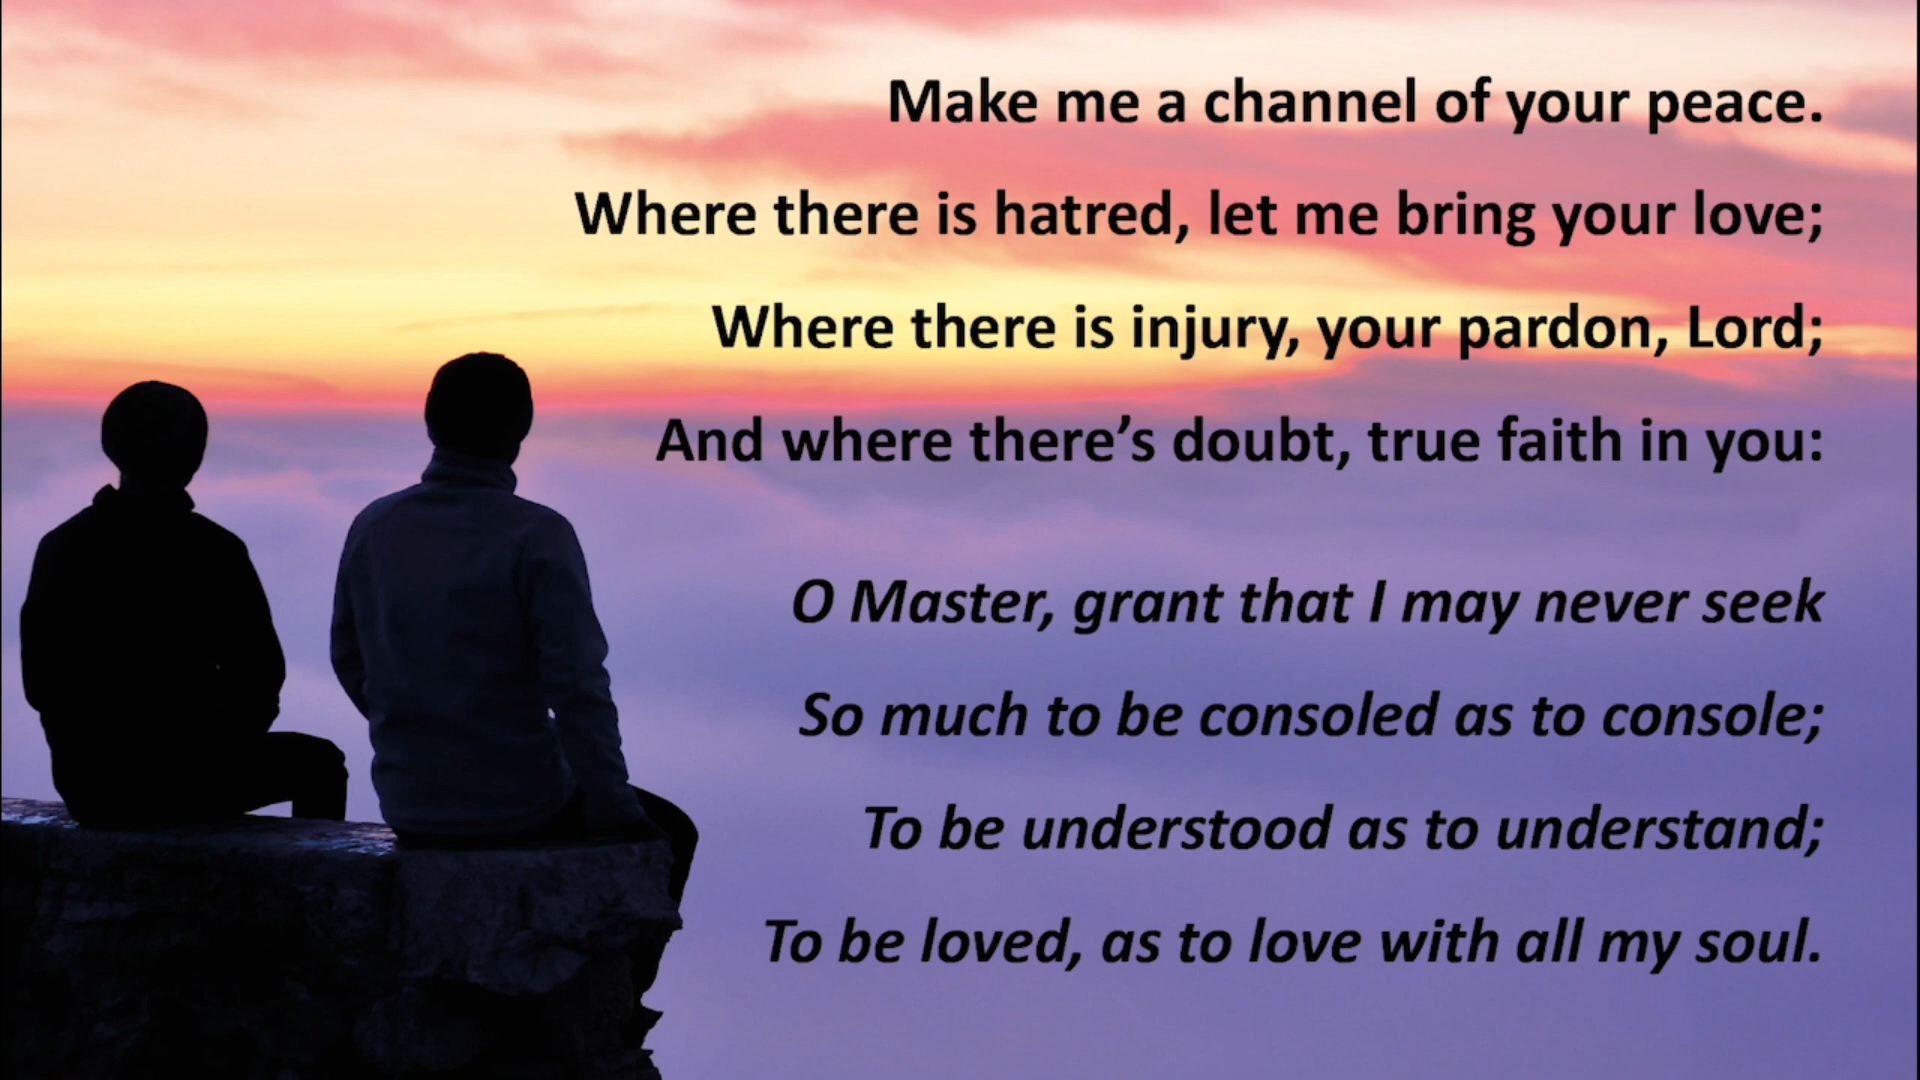 Make me a channel of your peace.
Where there is hatred, let me bring your love;
Where there is injury, your pardon, Lord;
And where there’s doubt, true faith in you:
O Master, grant that I may never seek
So much to be consoled as to console;
To be understood as to understand;
To be loved, as to love with all my soul.